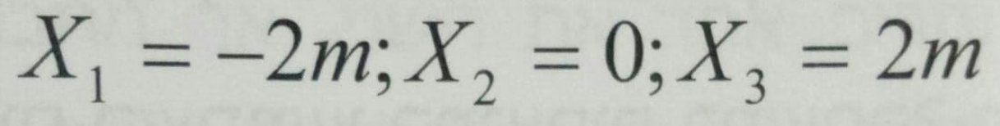 X₁ = −2m; X₂ = 0; X₃ = 2m